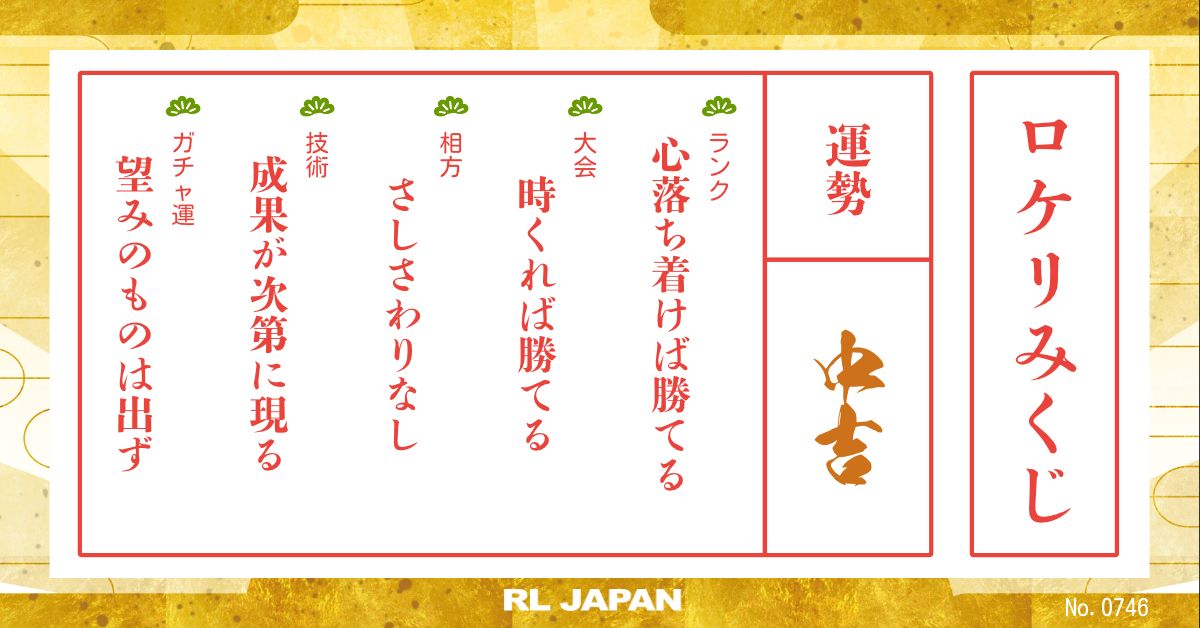 ロケリみくじ
運勢
中吉
ランク
心落ち着けば勝てる
大会
時くれば勝てる
相方
さしさわりなし
技術
成果が次第に現る
ガチャ運
望みのものは出ず
RL JAPAN
No. 0746